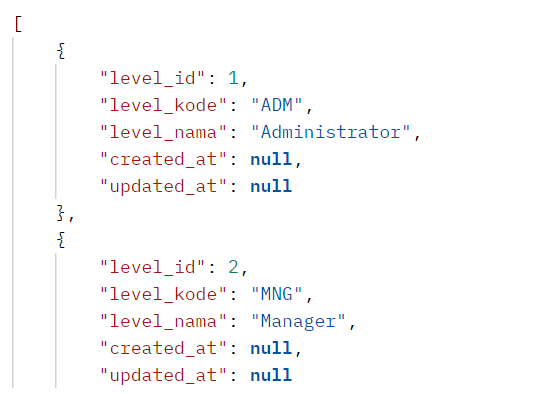 [
    {
        "level_id": 1,
        "level_kode": "ADM",
        "level_nama": "Administrator",
        "created_at": null,
        "updated_at": null
    },
    {
        "level_id": 2,
        "level_kode": "MNG",
        "level_nama": "Manager",
        "created_at": null,
        "updated_at": null